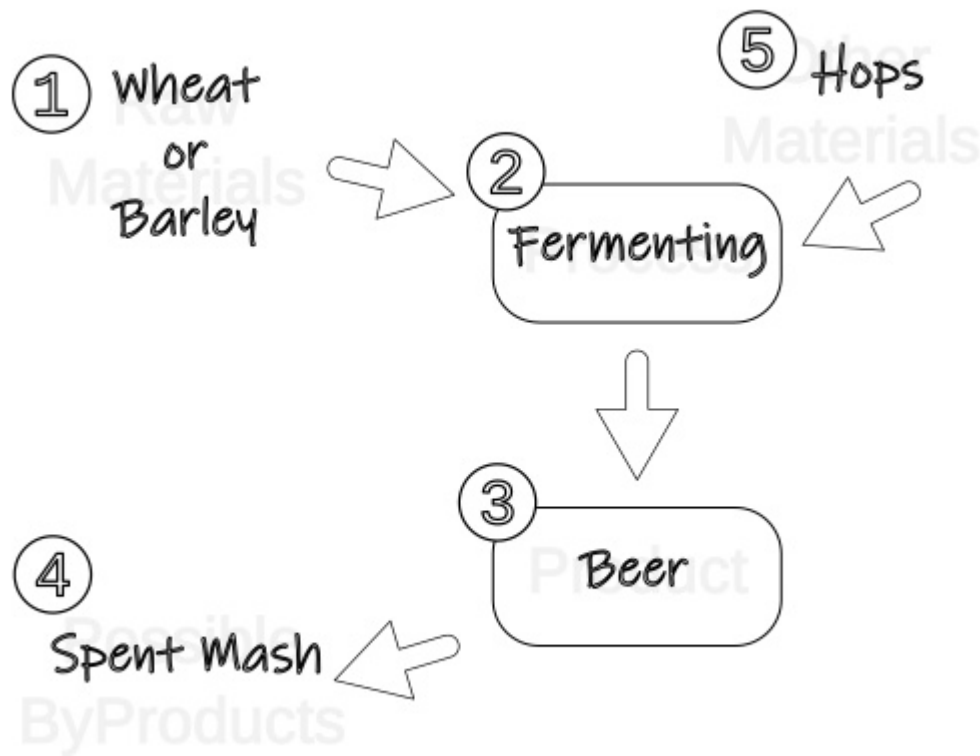 1
Wheat
or
Barley
Raw
Materials
5
Hops
Other
Materials
2
Fermenting
Process
3
Beer
Product
4
Spent Mash
Possible
ByProducts